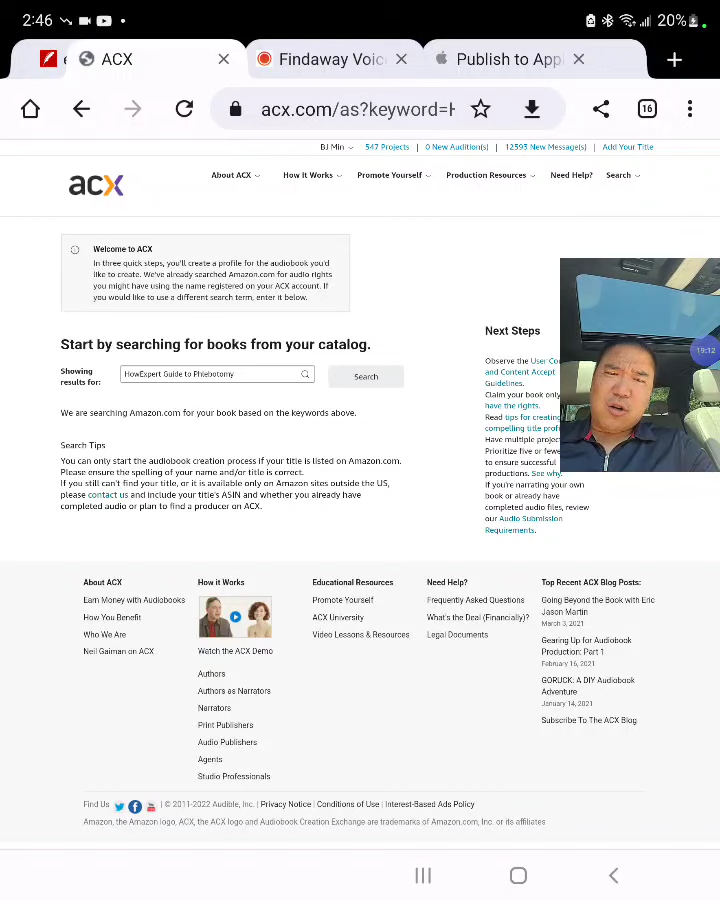 2:46
20%
ACX
Findaway Voic
Publish to App
acx.com/as?keyword=H
16
BJ Min
547 Projects | 0 New Audition(s) | 12593 New Message(s) | Add Your Title
acx
About ACX
How It Works
Promote Yourself
Production Resources
Need Help?
Search
Welcome to ACX
In three quick steps, you'll create a profile for the audiobook you'd
like to create. We've already searched Amazon.com for audio rights
you might have using the name registered on your ACX account. If
you would like to use a different search term, enter it below.
Start by searching for books from your catalog.
Showing
results for:
HowExpert Guide to Phlebotomy
Search
We are searching Amazon.com for your book based on the keywords above.
Search Tips
You can only start the audiobook creation process if your title is listed on Amazon.com.
Please ensure the spelling of your name and/or title is correct.
If you still can't find your title, or it is available only on Amazon sites outside the US,
please contact us and include your title's ASIN and whether you already have
completed audio or plan to find a producer on ACX.
Next Steps
Observe the User Co
and Content Accept
Guidelines.
Claim your book only
have the rights.
Read tips for creating
compelling title prof
Have multiple projec
Prioritize five or fewe
to ensure successful
productions. See why.
If you're narrating your own
book or already have
completed audio files, review
our Audio Submission
Requirements.
19:12
About ACX
Earn Money with Audiobooks
How You Benefit
Who We Are
Neil Gaiman on ACX
How it Works
Watch the ACX Demo
Authors
Authors as Narrators
Narrators
Print Publishers
Audio Publishers
Agents
Studio Professionals
Educational Resources
Promote Yourself
ACX University
Video Lessons & Resources
Need Help?
Frequently Asked Questions
What's the Deal (Financially)?
Legal Documents
Top Recent ACX Blog Posts:
Going Beyond the Book with Eric
Jason Martin
March 3, 2021
Gearing Up for Audiobook
Production: Part 1
February 16, 2021
GORUCK: A DIY Audiobook
Adventure
January 14, 2021
Subscribe To The ACX Blog
Find Us | © 2011-2022 Audible, Inc. | Privacy Notice | Conditions of Use | Interest-Based Ads Policy
Amazon, the Amazon logo, ACX, the ACX logo and Audiobook Creation Exchange are trademarks of Amazon.com, Inc. or its affiliates